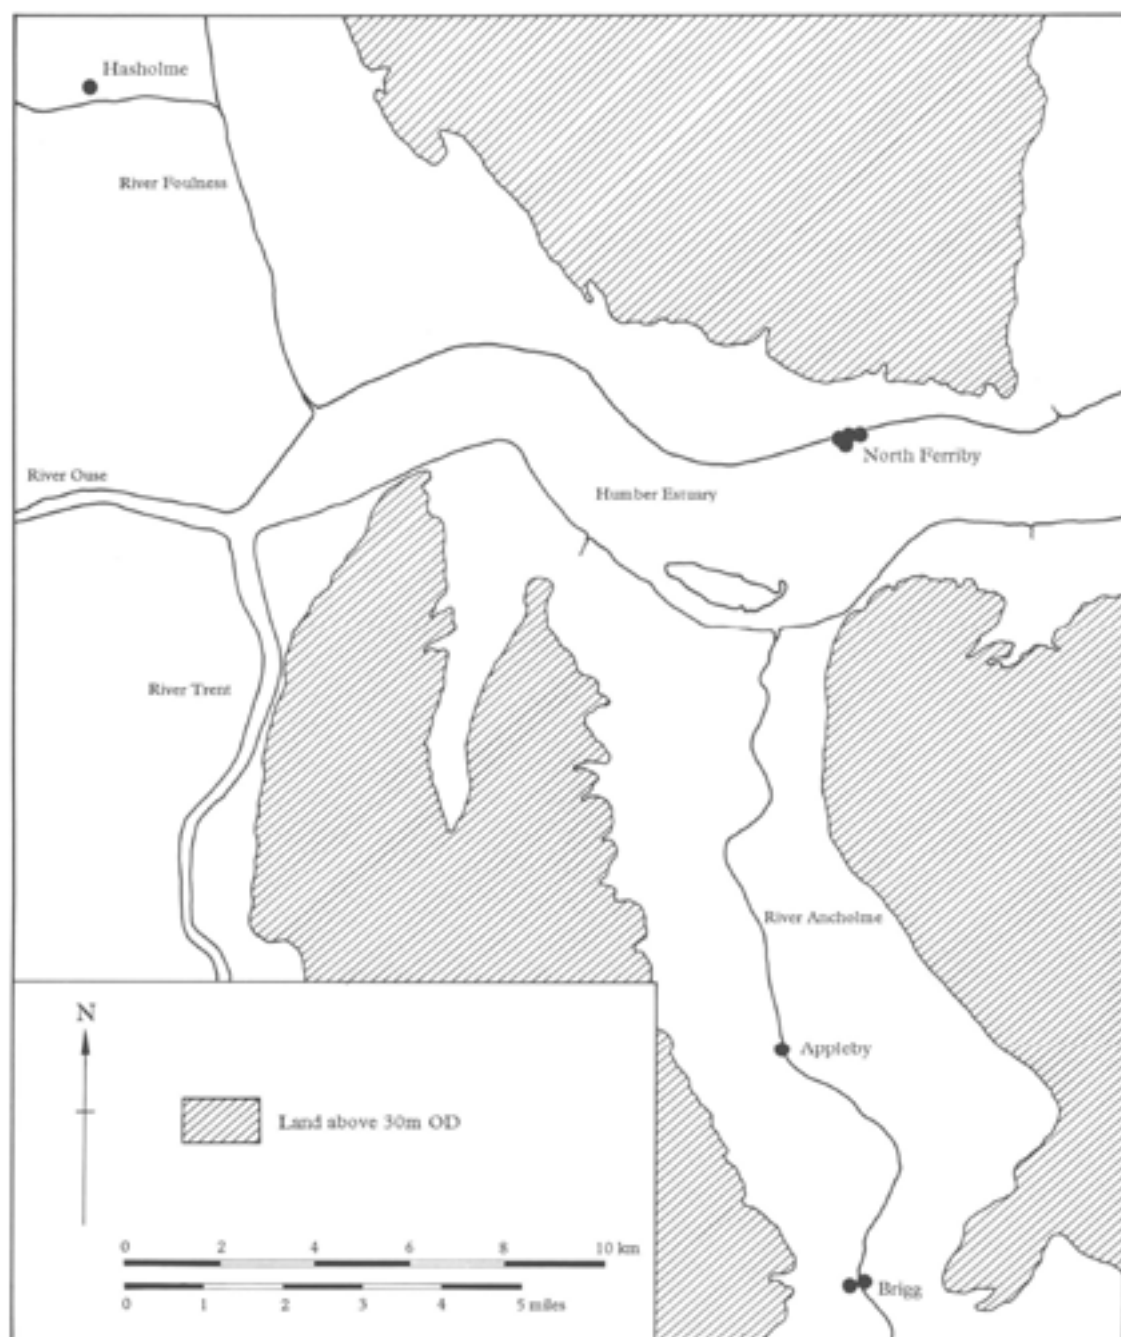 Hasholme
River Foulness
River Ouse
North Ferriby
Humber Estuary
River Trent
River Ancholme
N
Appleby
Land above 30m OD
0 2 4 6 8 10 km
0 1 2 3 4 5 miles
Brigg